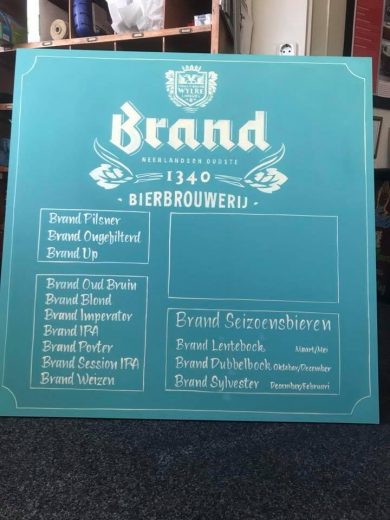 WYLRE
Brand
NEERLANDSCH OUDSTE
1340
- BIERBROUWERIJ -
Brand Pilsner
Brand Ongefilterd
Brand Up
Brand Oud Bruin
Brand Blond
Brand Imperator
Brand IPA
Brand Porter
Brand Session IPA
Brand Weizen
Brand Seizoensbieren
Brand Lentebock Maart/Mei
Brand Dubbelbock Oktober/December
Brand Sylvester December/Februari